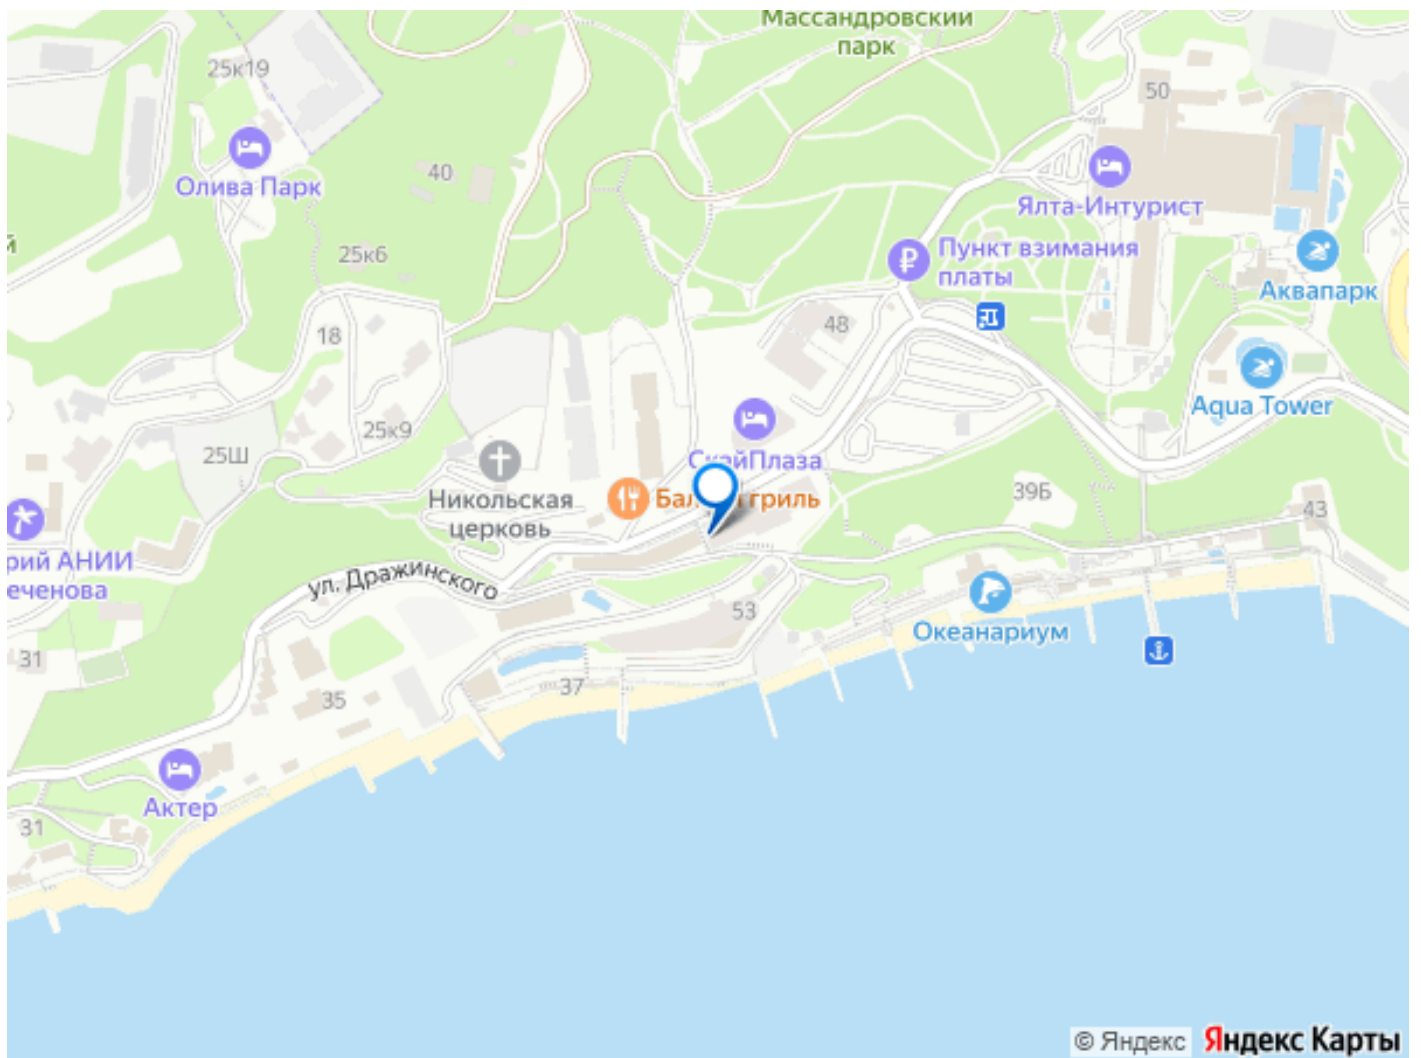 Массандровский
парк
25к19
50
Олива Парк
40
Ялта-Интурист
й
25к6
Пункт взимания
платы
Аквапарк
18
48
Aqua Tower
25к9
25Ш
СкайПлаза
Никольская
церковь
гриль
39Б
43
рий АНИИ
еченова
ул. Дражинского
53
Океанариум
31
37
35
Актер
31
© Яндекс
Яндекс Карты